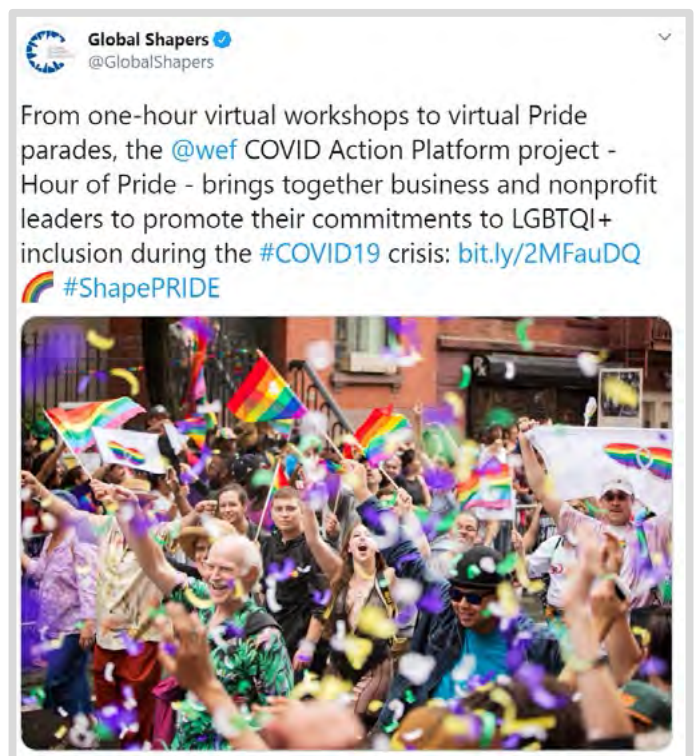 Global Shapers
@GlobalShapers
From one-hour virtual workshops to virtual Pride
parades, the @wef COVID Action Platform project -
Hour of Pride - brings together business and nonprofit
leaders to promote their commitments to LGBTQI+
inclusion during the #COVID19 crisis: bit.ly/2MFauDQ
#ShapePRIDE